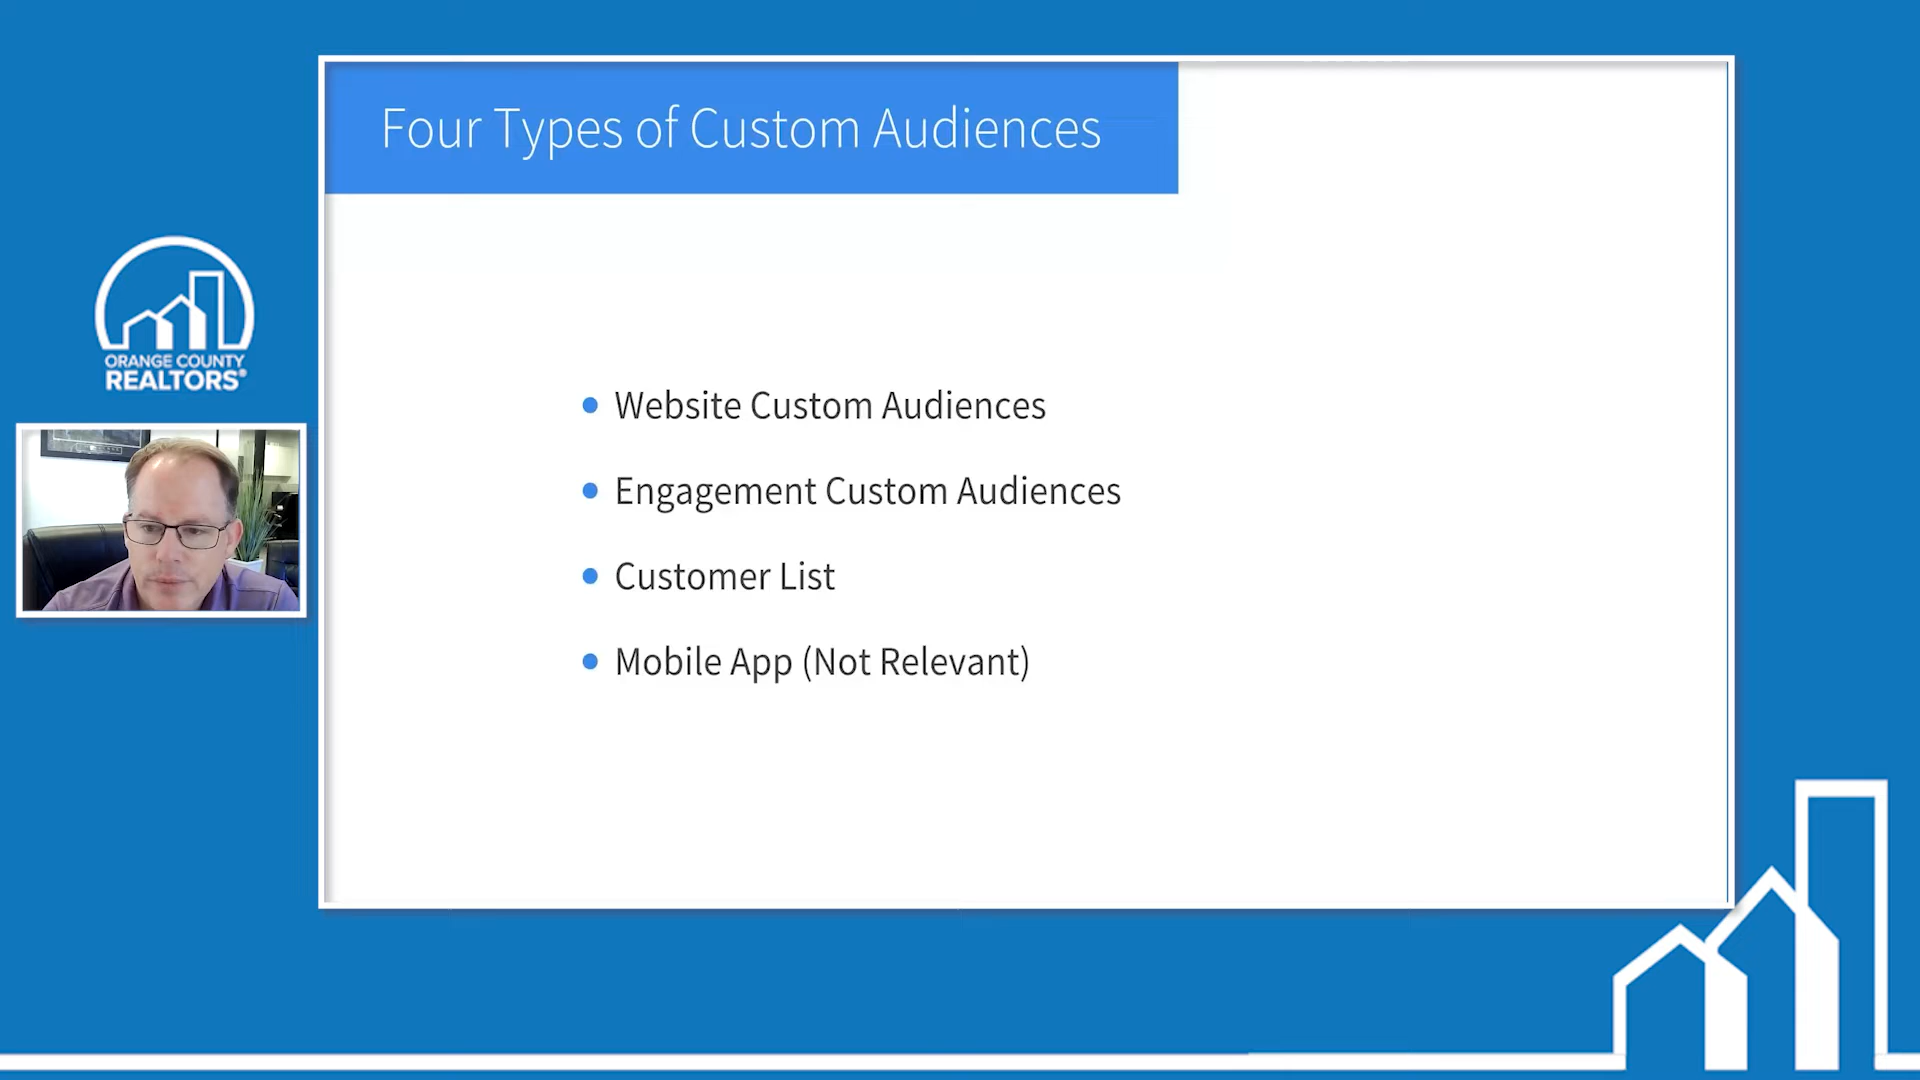 Four Types of Custom Audiences
ORANGE COUNTY
REALTORS®
Website Custom Audiences
Engagement Custom Audiences
Customer List
Mobile App (Not Relevant)